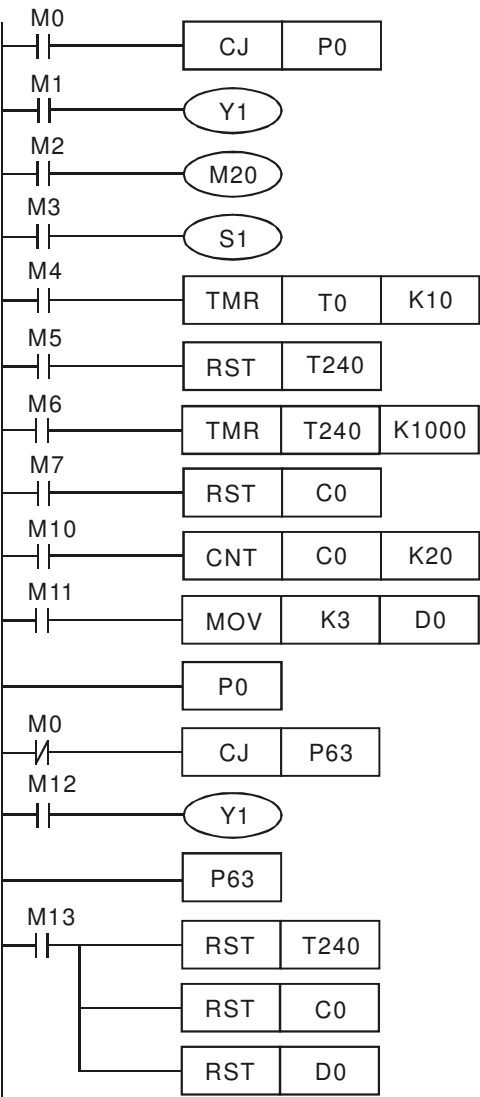 M0
CJ P0
M1
Y1
M2
M20
M3
S1
M4
TMR T0 K10
M5
RST T240
M6
TMR T240 K1000
M7
RST C0
M10
CNT C0 K20
M11
MOV K3 D0
P0
M0
CJ P63
M12
Y1
P63
M13
RST T240
RST C0
RST D0